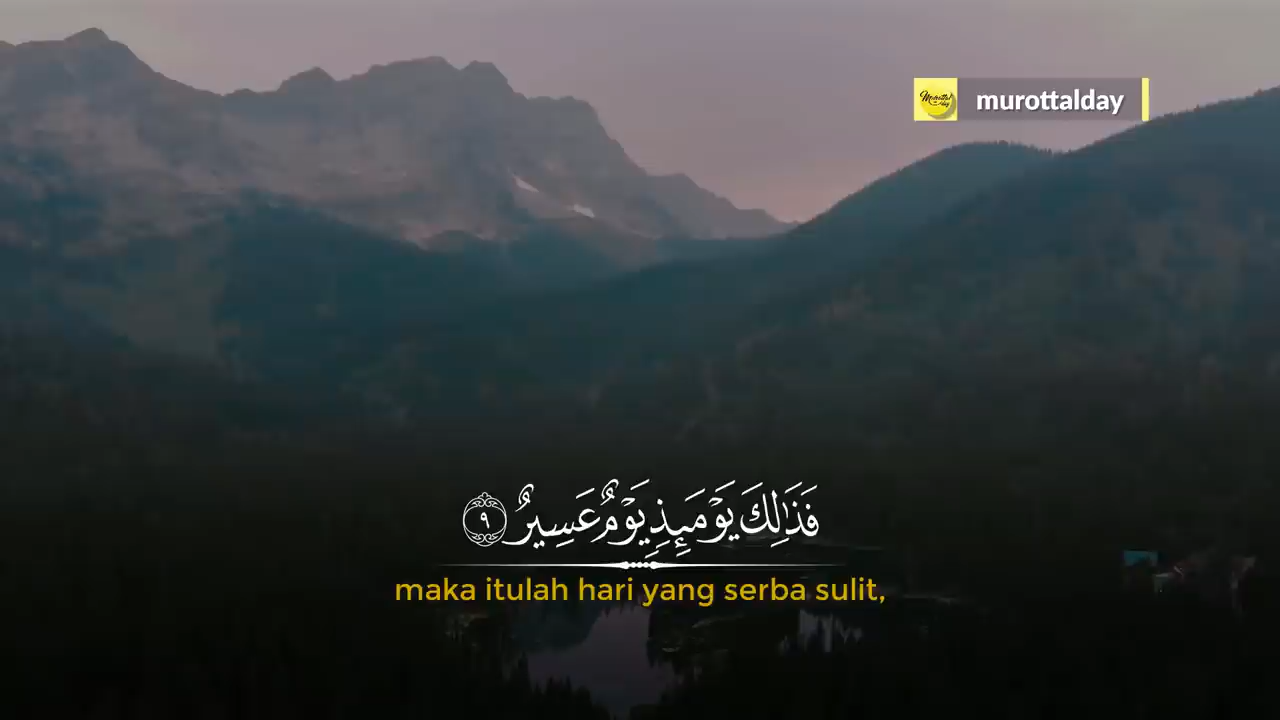 murottalday
فَذَٰلِكَ يَوْمَئِذٍ يَوْمٌ عَسِيرٌ ٩
maka itulah hari yang serba sulit,